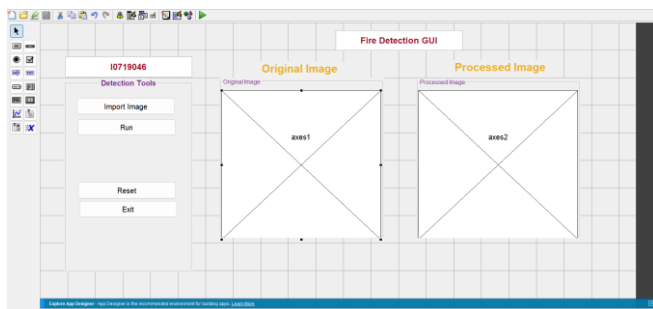 Fire Detection GUI
I0719046
Original Image
Processed Image
Detection Tools
Original Image
Processed Image
Import Image
Run
axes1
axes2
Reset
Exit
Explore App Designer - App Designer is the recommended environment for building apps. Learn More